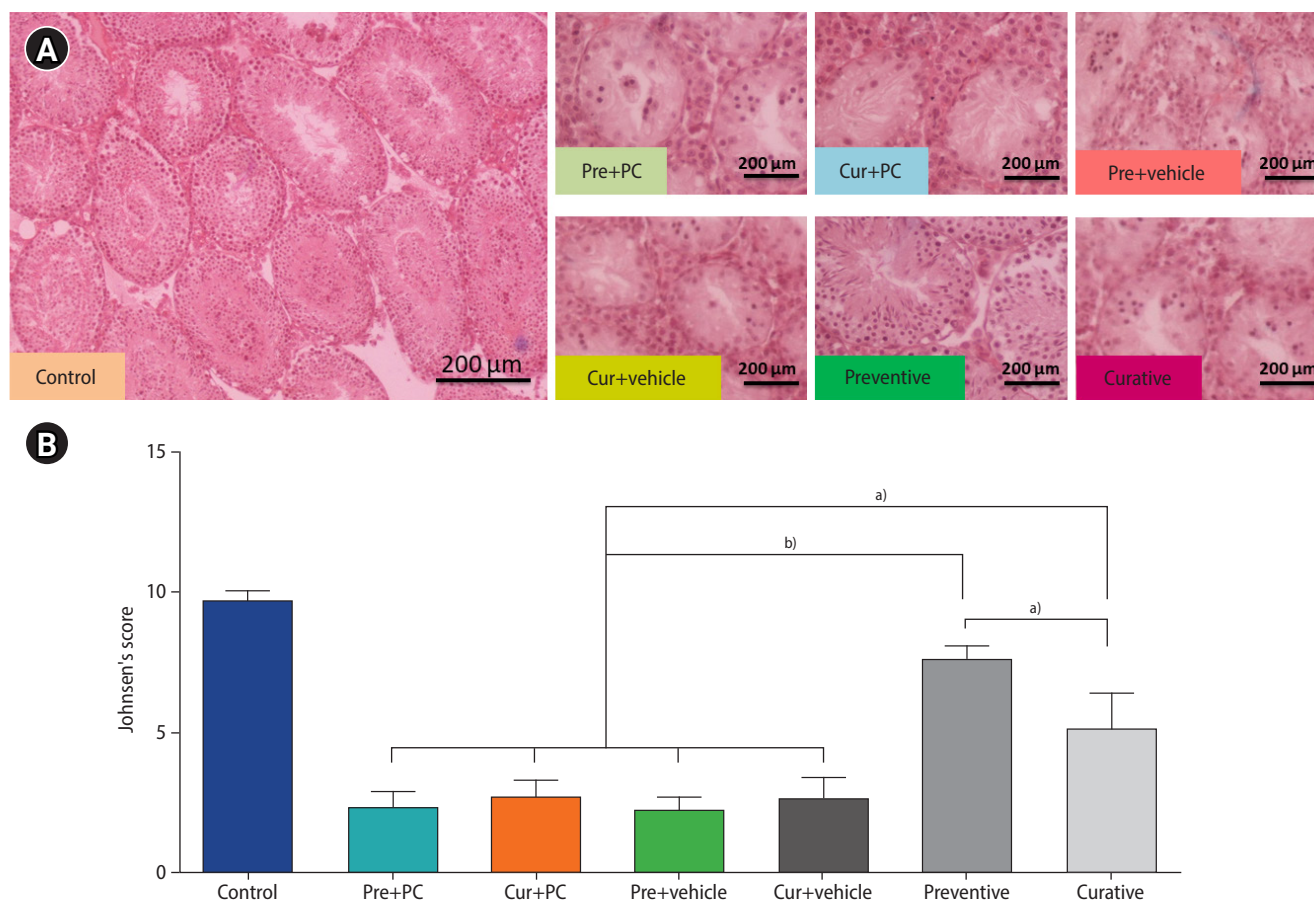 A
Control
200 µm
Pre+PC
200 µm
Cur+PC
200 µm
Pre+vehicle
200 µm
Cur+vehicle
200 µm
Preventive
200 µm
Curative
200 µm
B
Johnsen's score
15
10
5
0
a)
b)
a)
Control
Pre+PC
Cur+PC
Pre+vehicle
Cur+vehicle
Preventive
Curative